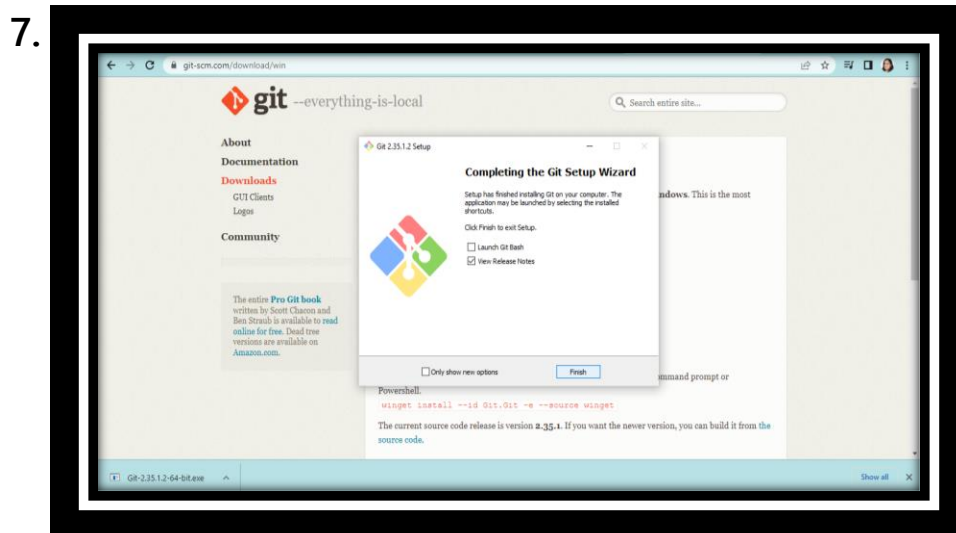 7.
git-scm.com/download/win
git --everything-is-local
Search entire site...
About
Documentation
Downloads
GUI Clients
Logos
Community
The entire Pro Git book
written by Scott Chacon and
Ben Straub is available to read
online for free. Dead tree
versions are available on
Amazon.com.
Git 2.35.1.2 Setup
Completing the Git Setup Wizard
Setup has finished installing Git on your computer. The
application may be launched by selecting the installed
shortcuts.
Click Finish to exit Setup.
Launch Git Bash
View Release Notes
Only show new options
Finish
ndows. This is the most
ommand prompt or
Powershell.
winget install --id Git.Git -e --source winget
The current source code release is version 2.35.1. If you want the newer version, you can build it from the
source code.
Git-2.35.1.2-64-bit.exe
Show all